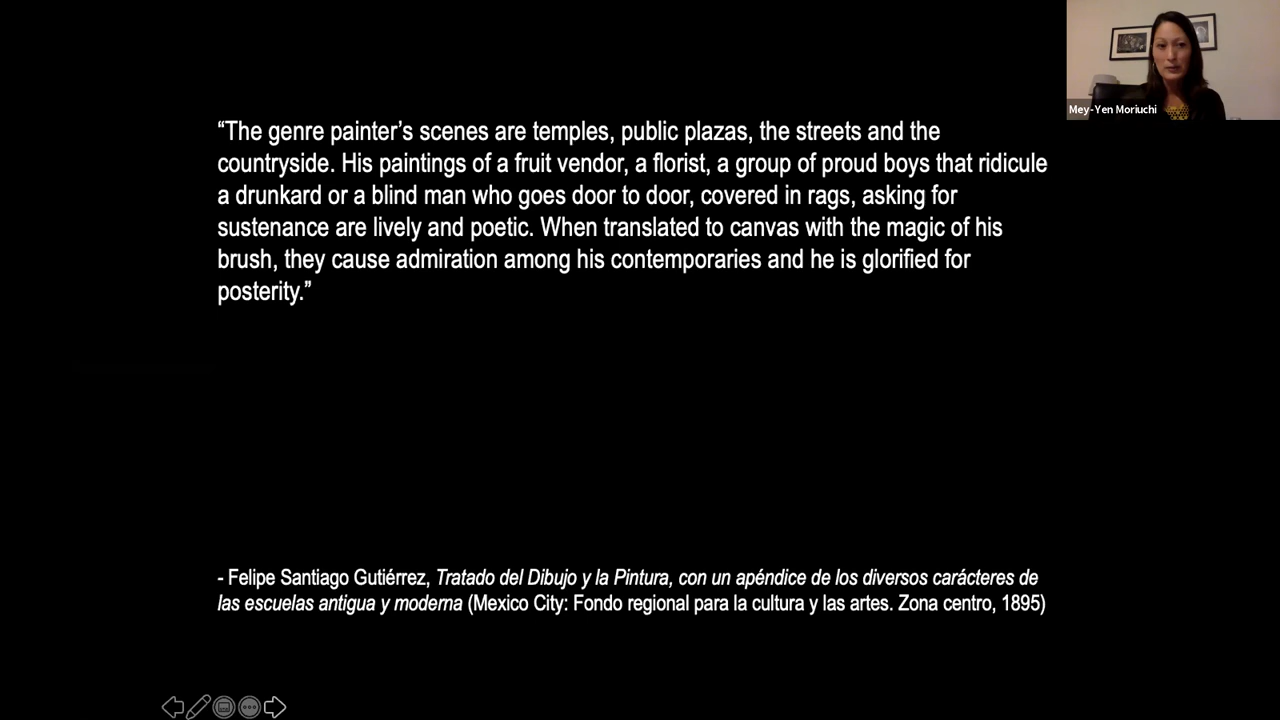 Mey-Yen Moriuchi
“The genre painter’s scenes are temples, public plazas, the streets and the
countryside. His paintings of a fruit vendor, a florist, a group of proud boys that ridicule
a drunkard or a blind man who goes door to door, covered in rags, asking for
sustenance are lively and poetic. When translated to canvas with the magic of his
brush, they cause admiration among his contemporaries and he is glorified for
posterity.”
- Felipe Santiago Gutiérrez, Tratado del Dibujo y la Pintura, con un apéndice de los diversos carácteres de
las escuelas antigua y moderna (Mexico City: Fondo regional para la cultura y las artes. Zona centro, 1895)